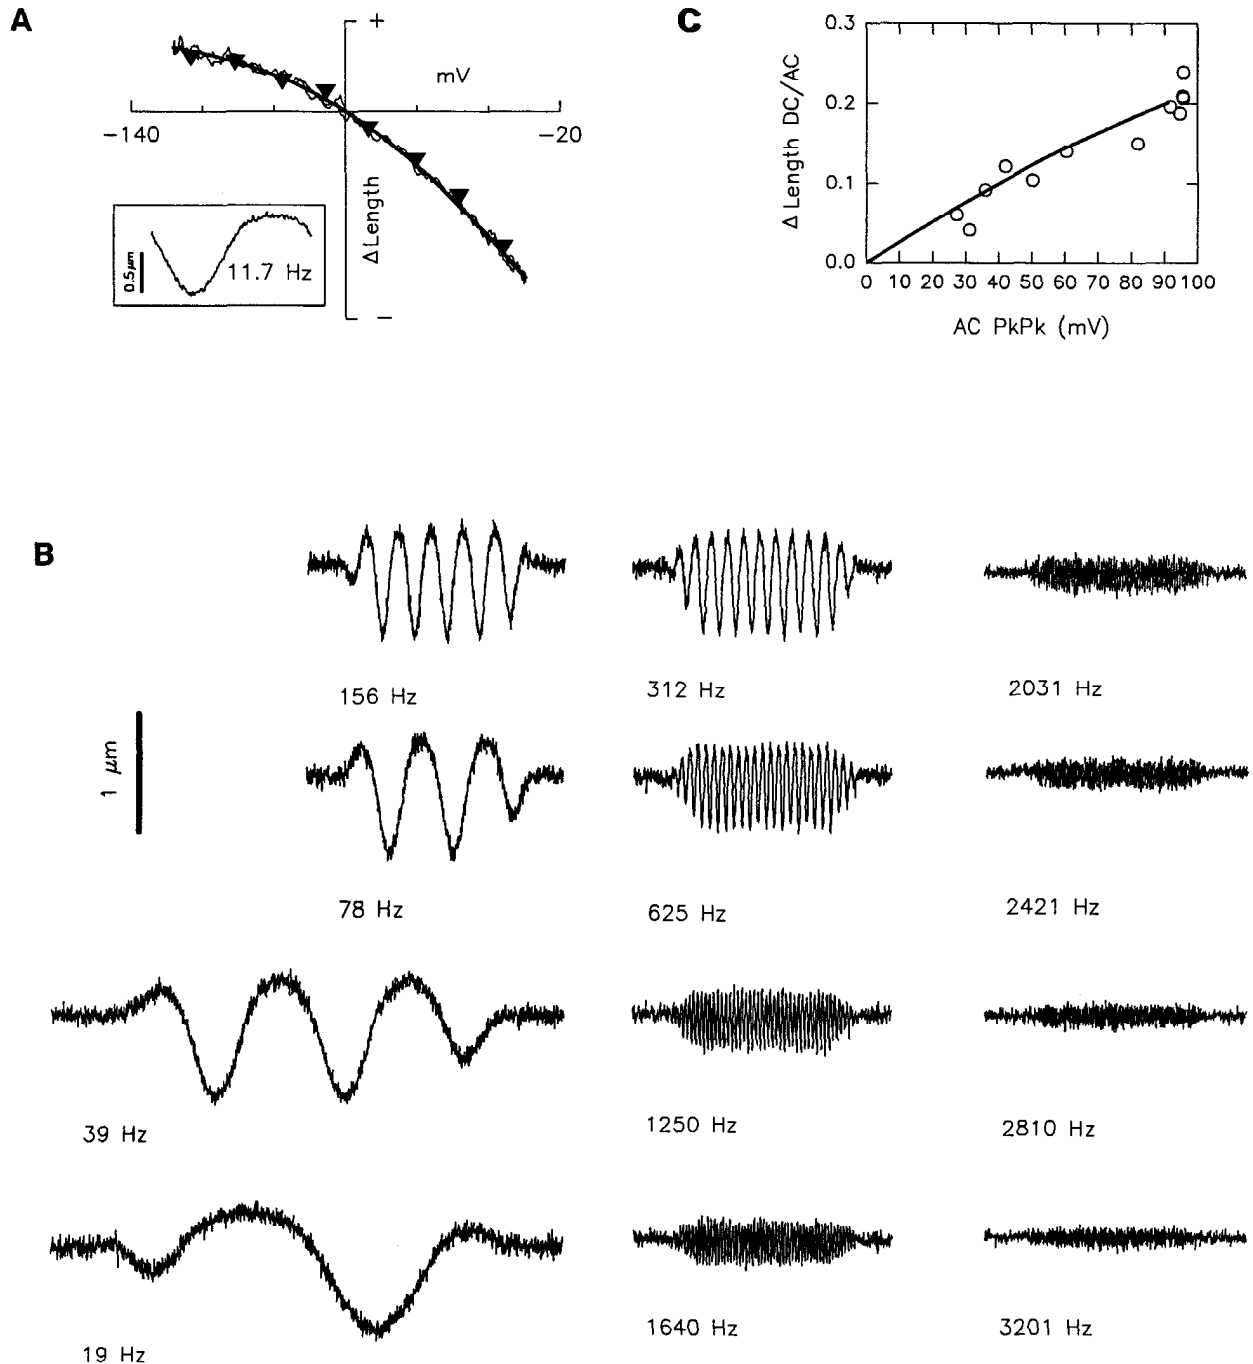 A
+
mV
−140
−20
ΔLength
0.5μm
11.7 Hz
−
C
0.3
0.2
0.1
0.0
Δ Length DC/AC
0 10 20 30 40 50 60 70 80 90 100
AC PkPk (mV)
B
156 Hz
312 Hz
2031 Hz
1 μm
78 Hz
625 Hz
2421 Hz
39 Hz
1250 Hz
2810 Hz
19 Hz
1640 Hz
3201 Hz